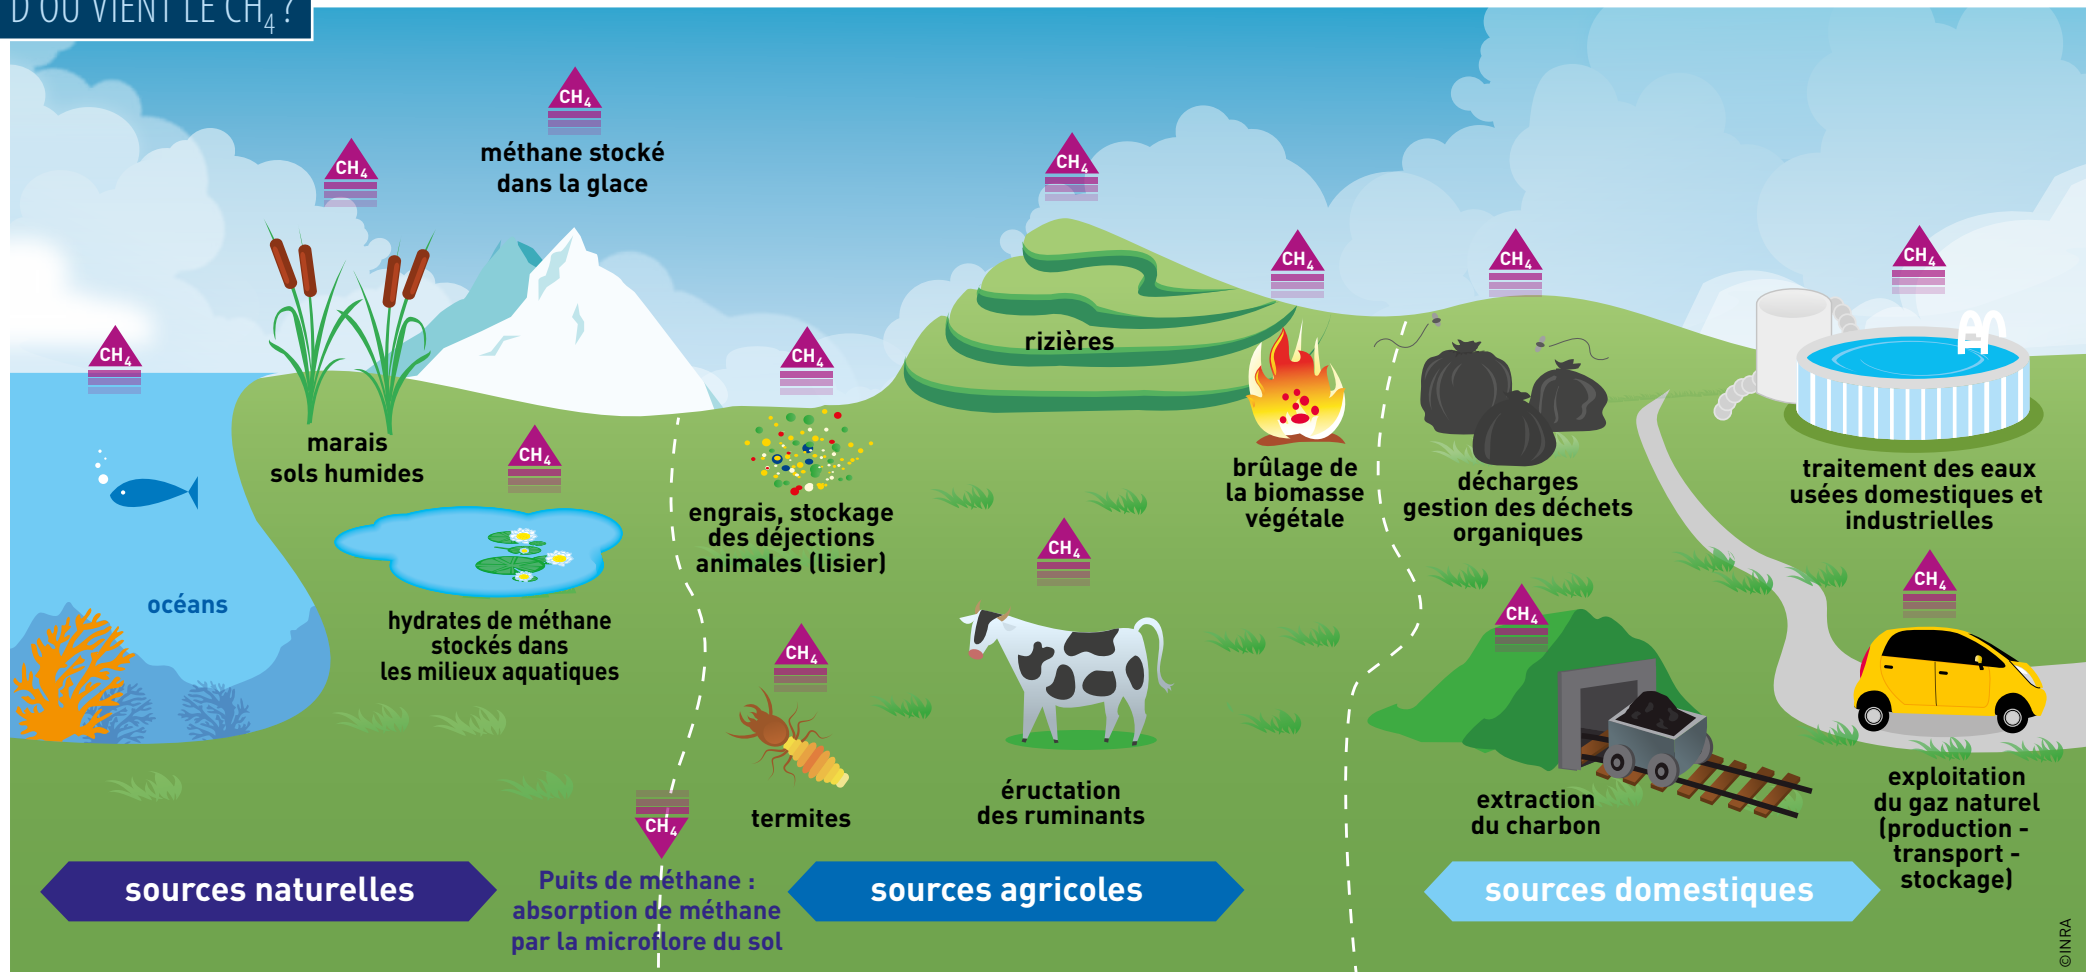 D'OÙ VIENT LE CH4 ?
CH4
méthane stocké
dans la glace
CH4
CH4
CH4
CH4
CH4
CH4
CH4
rizières
marais
sols humides
CH4
engrais, stockage
des déjections
animales (lisier)
brûlage de
la biomasse
végétale
décharges
gestion des déchets
organiques
traitement des eaux
usées domestiques et
industrielles
océans
hydrates de méthane
stockés dans
les milieux aquatiques
CH4
CH4
CH4
CH4
termites
éructation
des ruminants
extraction
du charbon
exploitation
du gaz naturel
(production -
transport -
stockage)
CH4
sources naturelles
Puits de méthane :
absorption de méthane
par la microflore du sol
sources agricoles
sources domestiques
©INRA